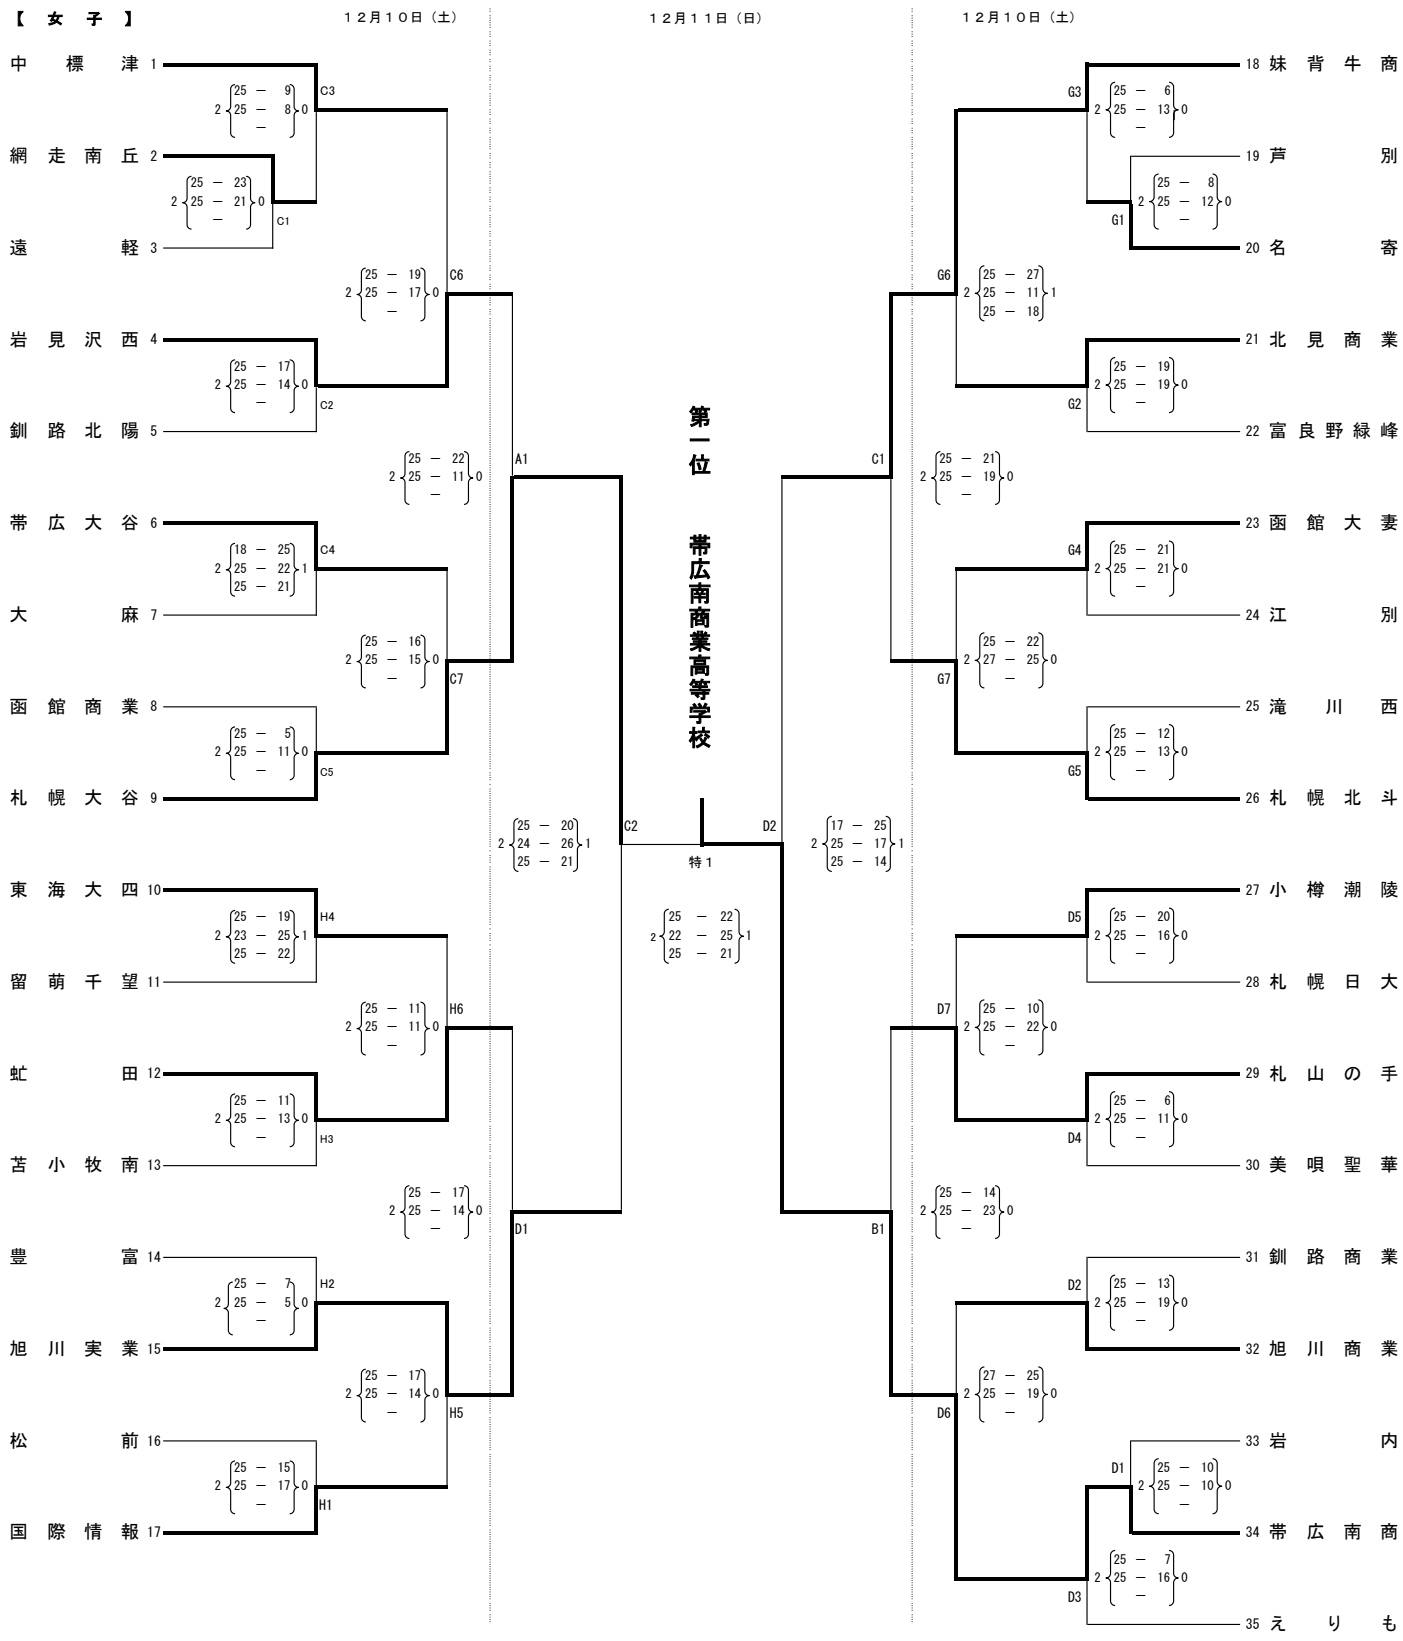 【 女 子 】 １２月１０日（土） １２月１１日（日） １２月１０日（土）
中標津 1
25 － 9
2 25 － 8 0
－
C3
網走南丘 2
25 － 23
2 25 － 21 0
－
C1
遠軽 3
25 － 19
2 25 － 17 0
－
C6
岩見沢西 4
25 － 17
2 25 － 14 0
－
C2
釧路北陽 5
25 － 22
2 25 － 11 0
－
A1
帯広大谷 6
18 － 25
2 25 － 22 1
25 － 21
C4
大麻 7
25 － 16
2 25 － 15 0
－
C7
函館商業 8
25 － 5
2 25 － 11 0
－
C5
札幌大谷 9
25 － 20
2 24 － 26 1
25 － 21
C2
東海大四 10
25 － 19
2 23 － 25 1
25 － 22
H4
留萌千望 11
25 － 11
2 25 － 11 0
－
H6
虻田 12
25 － 11
2 25 － 13 0
－
H3
苫小牧南 13
25 － 17
2 25 － 14 0
－
D1
豊富 14
25 － 7
2 25 － 5 0
－
H2
旭川実業 15
25 － 17
2 25 － 14 0
－
H5
松前 16
25 － 15
2 25 － 17 0
－
H1
国際情報 17
第一位 帯広南商業高等学校
特１
25 － 22
2 22 － 25 1
25 － 21
18 妹背牛商
G3
25 － 6
2 25 － 13 0
－
19 芦別
25 － 8
2 25 － 12 0
－
G1
20 名寄
G6
25 － 27
2 25 － 11 1
25 － 18
21 北見商業
25 － 19
2 25 － 19 0
－
G2
22 富良野緑峰
C1
25 － 21
2 25 － 19 0
－
23 函館大妻
G4
25 － 21
2 25 － 21 0
－
24 江別
25 － 22
2 27 － 25 0
－
G7
25 滝川西
25 － 12
2 25 － 13 0
－
G5
26 札幌北斗
D2
17 － 25
2 25 － 17 1
25 － 14
27 小樽潮陵
D5
25 － 20
2 25 － 16 0
－
28 札幌日大
D7
25 － 10
2 25 － 22 0
－
29 札山の手
25 － 6
2 25 － 11 0
－
D4
30 美唄聖華
B1
25 － 14
2 25 － 23 0
－
31 釧路商業
D2
25 － 13
2 25 － 19 0
－
32 旭川商業
27 － 25
2 25 － 19 0
－
D6
33 岩内
D1
25 － 10
2 25 － 10 0
－
34 帯広南商
25 － 7
2 25 － 16 0
－
D3
35 えりも